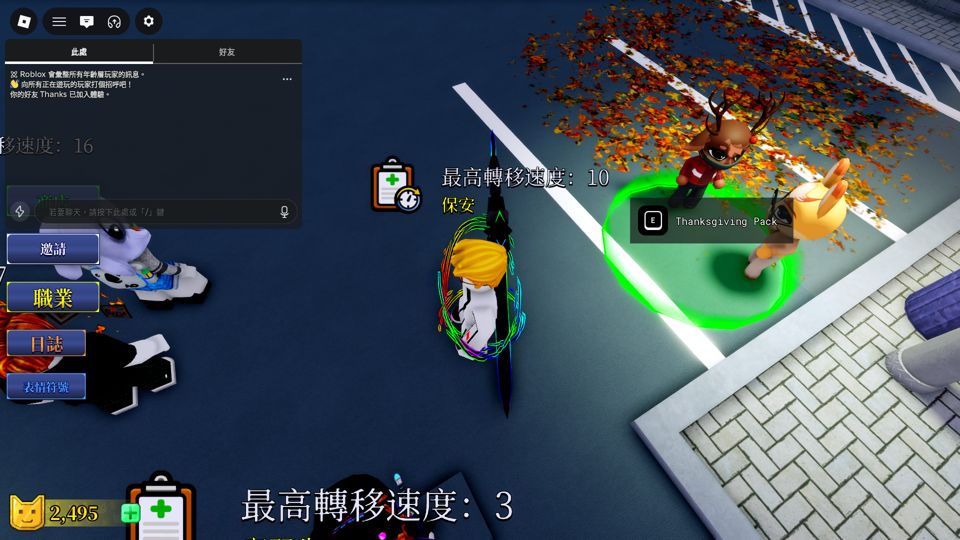 此處
好友
Roblox 會彙整所有年齡層玩家的訊息。
向所有正在遊玩的玩家打個招呼吧！
你的好友 Thanks 已加入體驗。
移速度: 16
若要聊天，請按下此處或「/」鍵
邀請
職業
日誌
表情符號
最高轉移速度: 10
保安
E
Thanksgiving Pack
2,495
最高轉移速度: 3